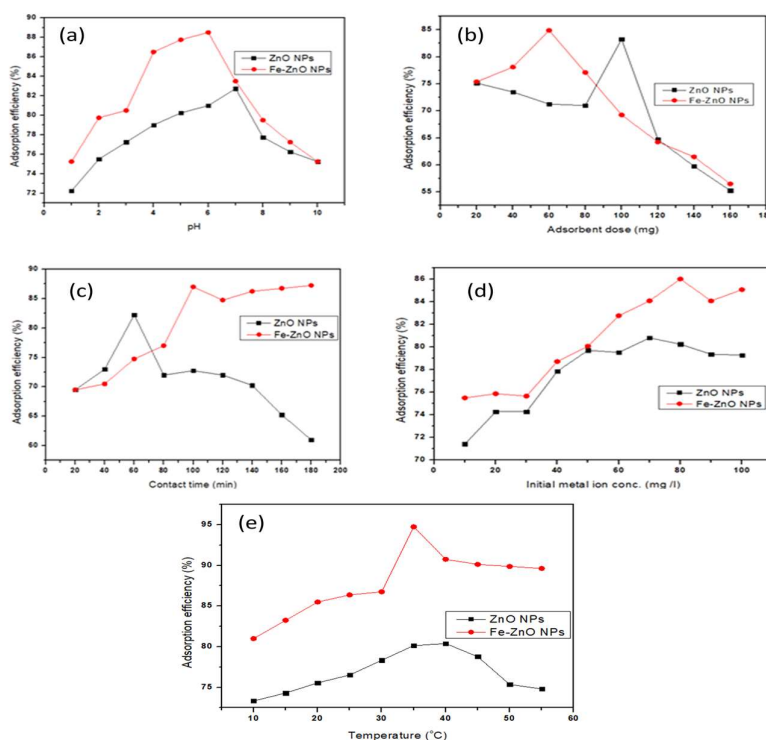 (a)
ZnO NPs
Fe-ZnO NPs
Adsorption efficiency (%)
90
88
86
84
82
80
78
76
74
72
0 2 4 6 8 10
pH
(b)
ZnO NPs
Fe-ZnO NPs
Adsorption efficiency (%)
85
80
75
70
65
60
55
0 20 40 60 80 100 120 140 160 18
Adsorbent dose (mg)
(c)
ZnO NPs
Fe-ZnO NPs
Adsorption efficiency (%)
90
85
80
75
70
65
60
0 20 40 60 80 100 120 140 160 180 200
Contact time (min)
(d)
ZnO NPs
Fe-ZnO NPs
Adsorption efficiency (%)
86
84
82
80
78
76
74
72
70
0 20 40 60 80 100
Initial metal ion conc. (mg /l)
(e)
ZnO NPs
Fe-ZnO NPs
Adsorption efficiency (%)
95
90
85
80
75
0 10 20 30 40 50 60
Temperature (°C)